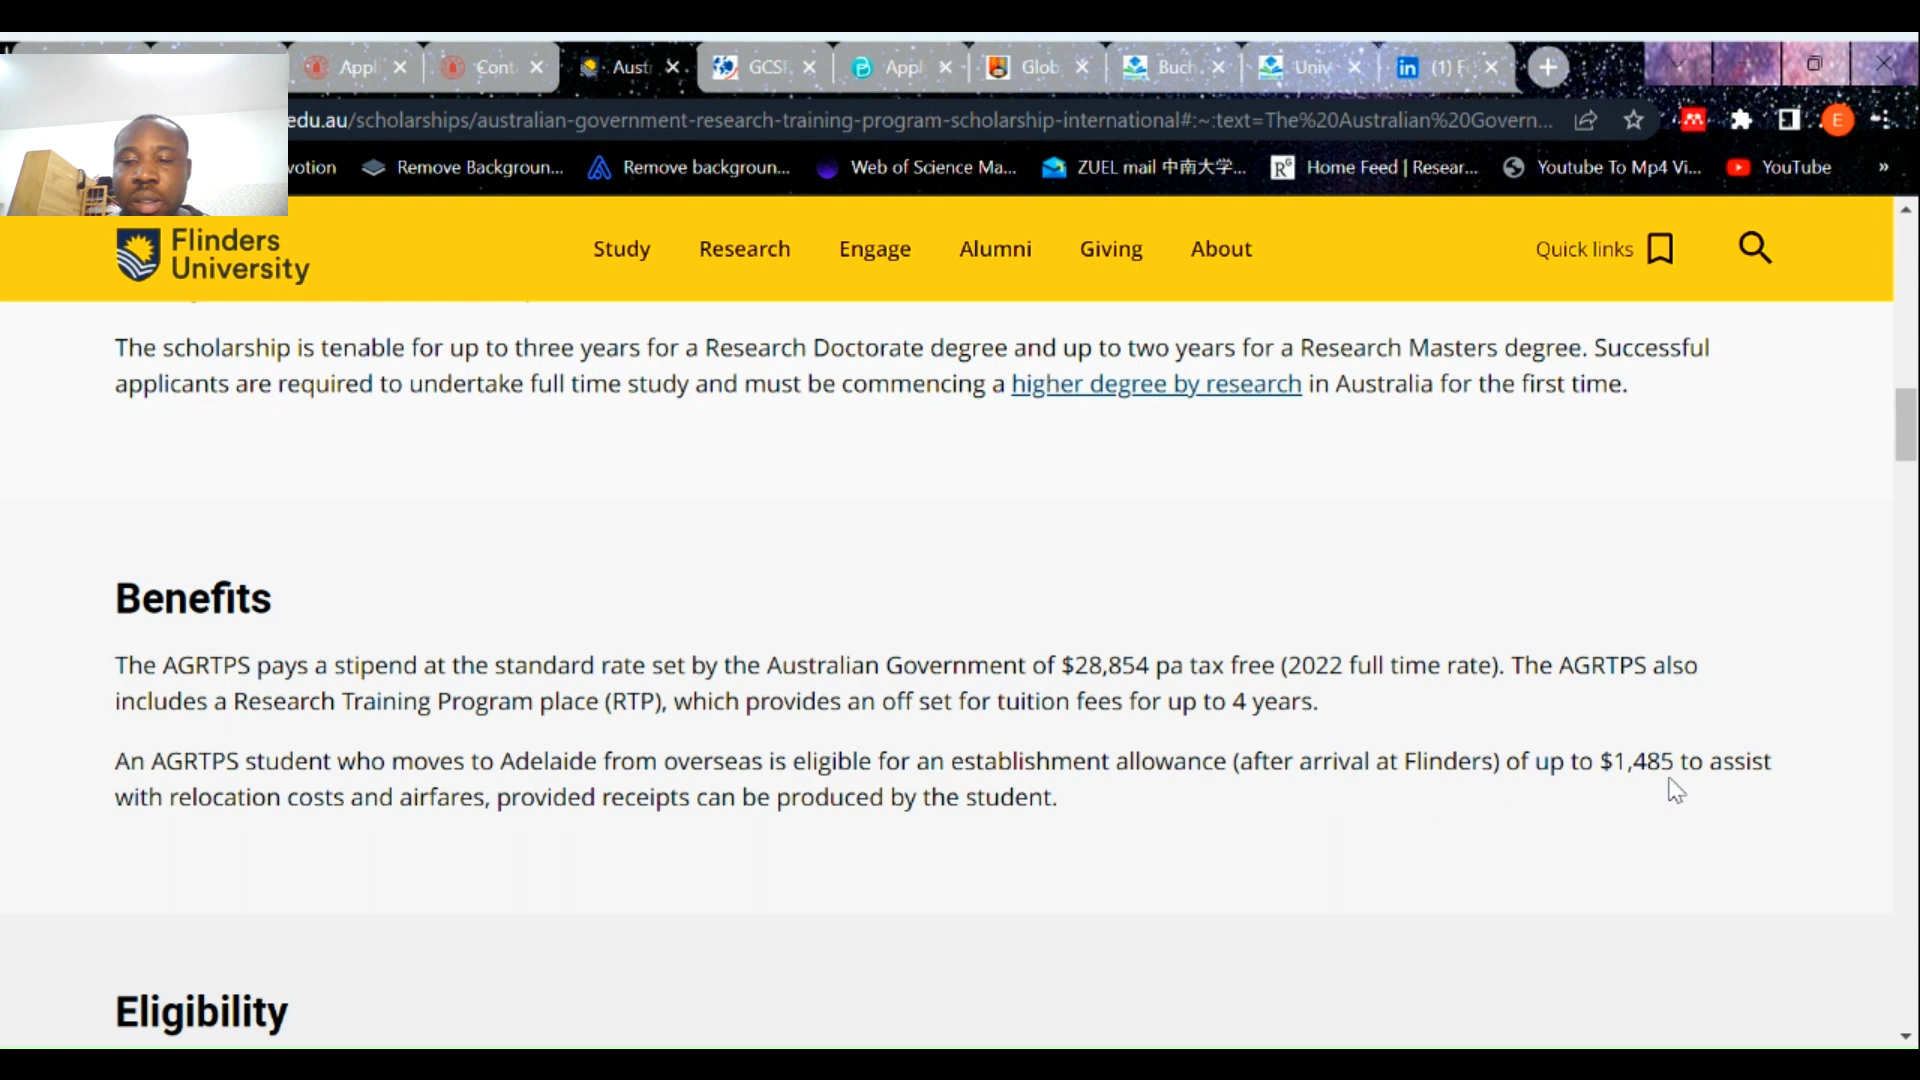 Appl
Cont
Aust
GCSI
Appl
Glob
Buch
Univ
(1) F
edu.au/scholarships/australian-government-research-training-program-scholarship-international#:~:text=The%20Australian%20Govern...
votion
Remove Backgroun...
Remove backgroun...
Web of Science Ma...
ZUEL mail 中南大学...
Home Feed | Resear...
Youtube To Mp4 Vi...
YouTube
»
Flinders
University
Study
Research
Engage
Alumni
Giving
About
Quick links
The scholarship is tenable for up to three years for a Research Doctorate degree and up to two years for a Research Masters degree. Successful
applicants are required to undertake full time study and must be commencing a higher degree by research in Australia for the first time.
Benefits
The AGRTPS pays a stipend at the standard rate set by the Australian Government of $28,854 pa tax free (2022 full time rate). The AGRTPS also
includes a Research Training Program place (RTP), which provides an off set for tuition fees for up to 4 years.
An AGRTPS student who moves to Adelaide from overseas is eligible for an establishment allowance (after arrival at Flinders) of up to $1,485 to assist
with relocation costs and airfares, provided receipts can be produced by the student.
Eligibility